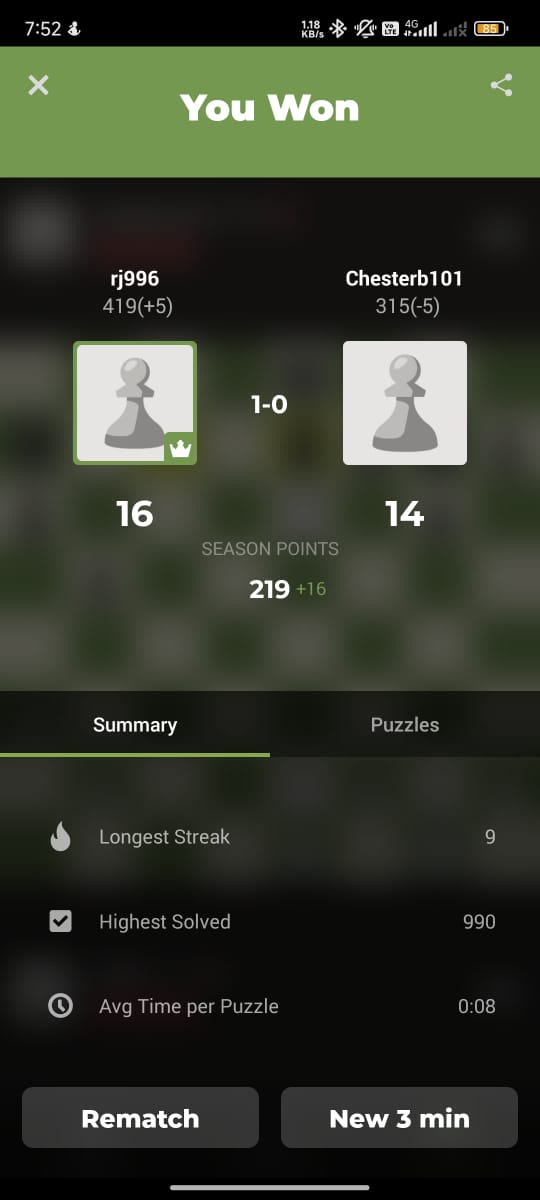 7:52
1.18 KB/s
Vo LTE
4G
85
You Won
rj996
Chesterb101
419(+5)
315(-5)
1-0
16
14
SEASON POINTS
219 +16
Summary
Puzzles
Longest Streak
9
Highest Solved
990
Avg Time per Puzzle
0:08
Rematch
New 3 min